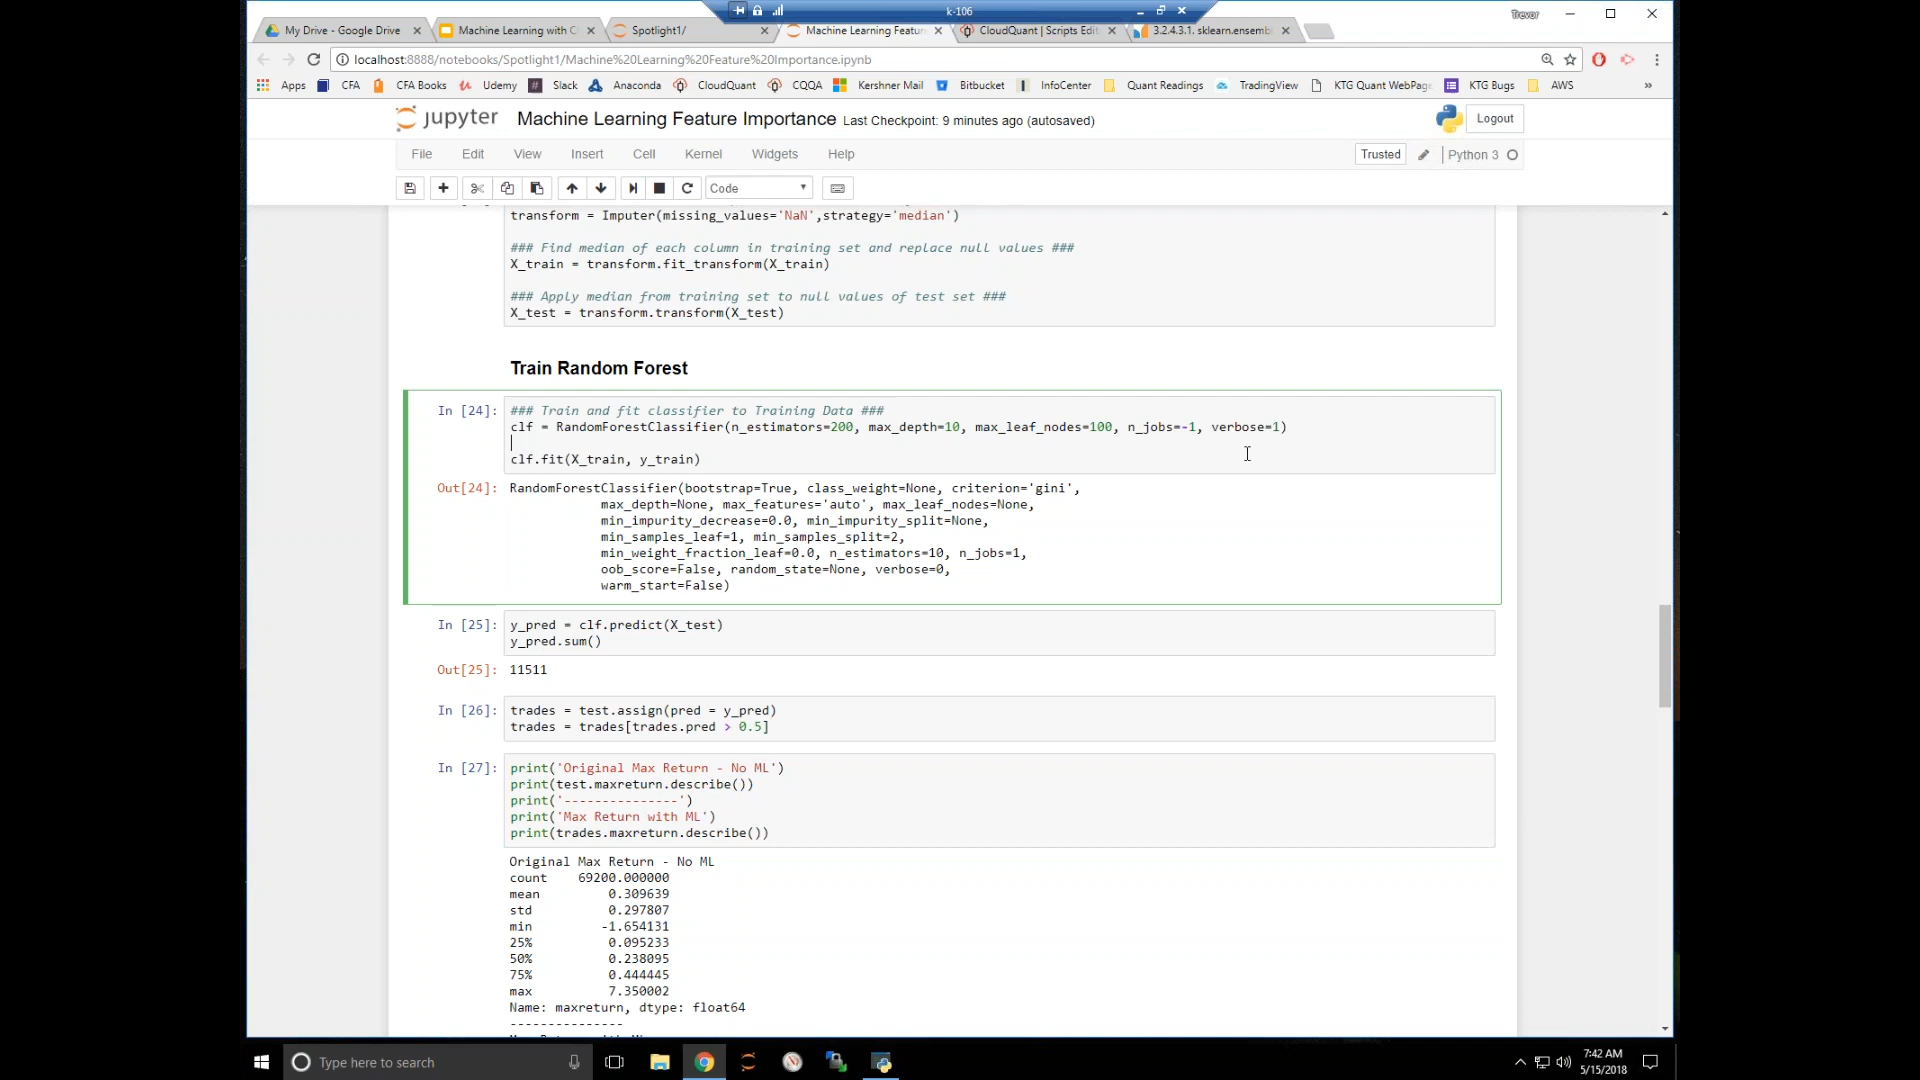 k-106
Trevor
My Drive - Google Drive
Machine Learning with C
Spotlight1/
Machine Learning Featur
CloudQuant | Scripts Edit
3.2.4.3.1. sklearn.ensemb
localhost:8888/notebooks/Spotlight1/Machine%20Learning%20Feature%20Importance.ipynb
Apps CFA CFA Books Udemy Slack Anaconda CloudQuant CQQA Kershner Mail Bitbucket InfoCenter Quant Readings TradingView KTG Quant WebPage KTG Bugs AWS »
jupyter Machine Learning Feature Importance Last Checkpoint: 9 minutes ago (autosaved)
Logout
File Edit View Insert Cell Kernel Widgets Help
Trusted Python 3
Code
transform = Imputer(missing_values='NaN',strategy='median')
### Find median of each column in training set and replace null values ###
X_train = transform.fit_transform(X_train)
### Apply median from training set to null values of test set ###
X_test = transform.transform(X_test)
Train Random Forest
In [24]: ### Train and fit classifier to Training Data ###
clf = RandomForestClassifier(n_estimators=200, max_depth=10, max_leaf_nodes=100, n_jobs=-1, verbose=1)
clf.fit(X_train, y_train)
Out[24]: RandomForestClassifier(bootstrap=True, class_weight=None, criterion='gini',
max_depth=None, max_features='auto', max_leaf_nodes=None,
min_impurity_decrease=0.0, min_impurity_split=None,
min_samples_leaf=1, min_samples_split=2,
min_weight_fraction_leaf=0.0, n_estimators=10, n_jobs=1,
oob_score=False, random_state=None, verbose=0,
warm_start=False)
In [25]: y_pred = clf.predict(X_test)
y_pred.sum()
Out[25]: 11511
In [26]: trades = test.assign(pred = y_pred)
trades = trades[trades.pred > 0.5]
In [27]: print('Original Max Return - No ML')
print(test.maxreturn.describe())
print('---------------')
print('Max Return with ML')
print(trades.maxreturn.describe())
Original Max Return - No ML
count 69200.000000
mean 0.309639
std 0.297807
min -1.654131
25% 0.095233
50% 0.238095
75% 0.444445
max 7.350002
Name: maxreturn, dtype: float64
---------------
Type here to search
7:42 AM
5/15/2018